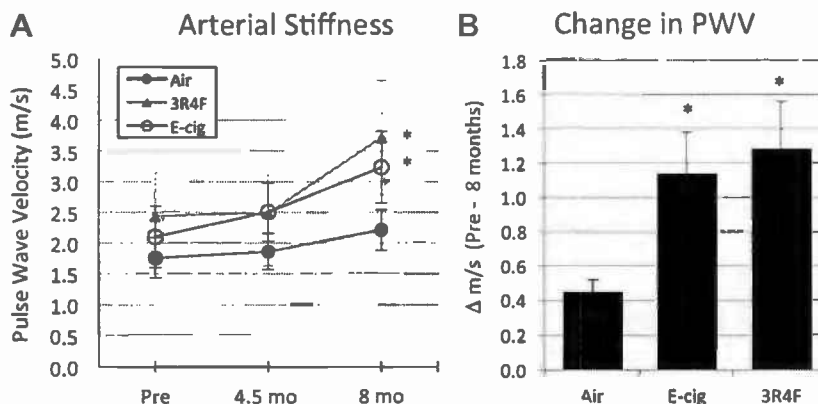 A Arterial Stiffness
Pulse Wave Velocity (m/s)
5.0
4.5
4.0
3.5
3.0
2.5
2.0
1.5
1.0
0.5
0.0
Air
3R4F
E-cig
*
*
Pre 4.5 mo 8 mo
B Change in PWV
Δ m/s (Pre - 8 months)
1.8
1.6
1.4
1.2
1.0
0.8
0.6
0.4
0.2
0.0
* *
Air E-cig 3R4F